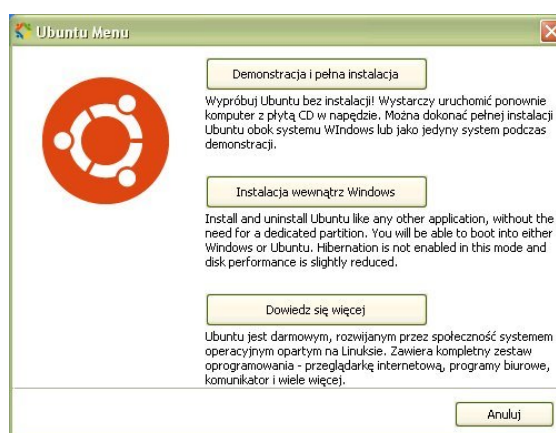 Ubuntu Menu
Demonstracja i pełna instalacja
Wypróbuj Ubuntu bez instalacji! Wystarczy uruchomić ponownie
komputer z płytą CD w napędzie. Można dokonać pełnej instalacji
Ubuntu obok systemu WIndows lub jako jedyny system podczas
demonstracji.
Instalacja wewnątrz Windows
Install and uninstall Ubuntu like any other application, without the
need for a dedicated partition. You will be able to boot into either
Windows or Ubuntu. Hibernation is not enabled in this mode and
disk performance is slightly reduced.
Dowiedz się więcej
Ubuntu jest darmowym, rozwijanym przez społeczność systemem
operacyjnym opartym na Linuksie. Zawiera kompletny zestaw
oprogramowania - przeglądarkę internetową, programy biurowe,
komunikator i wiele więcej.
Anuluj